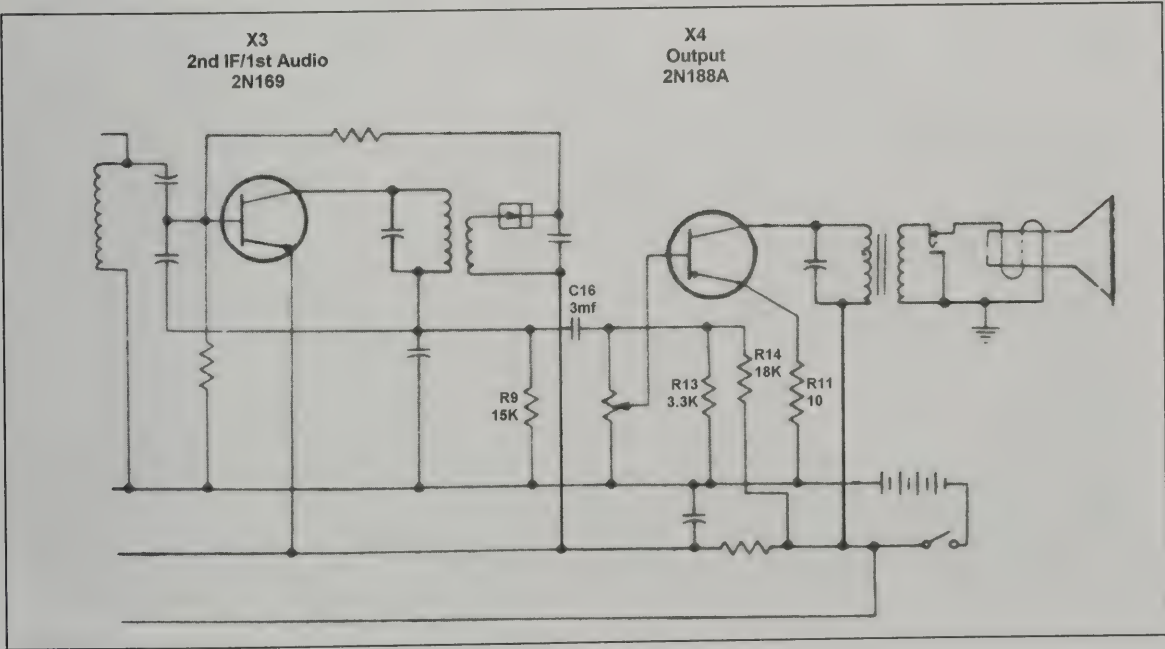 X3
2nd IF/1st Audio
2N169
X4
Output
2N188A
C16
3mf
R9
15K
R13
3.3K
R14
18K
R11
10